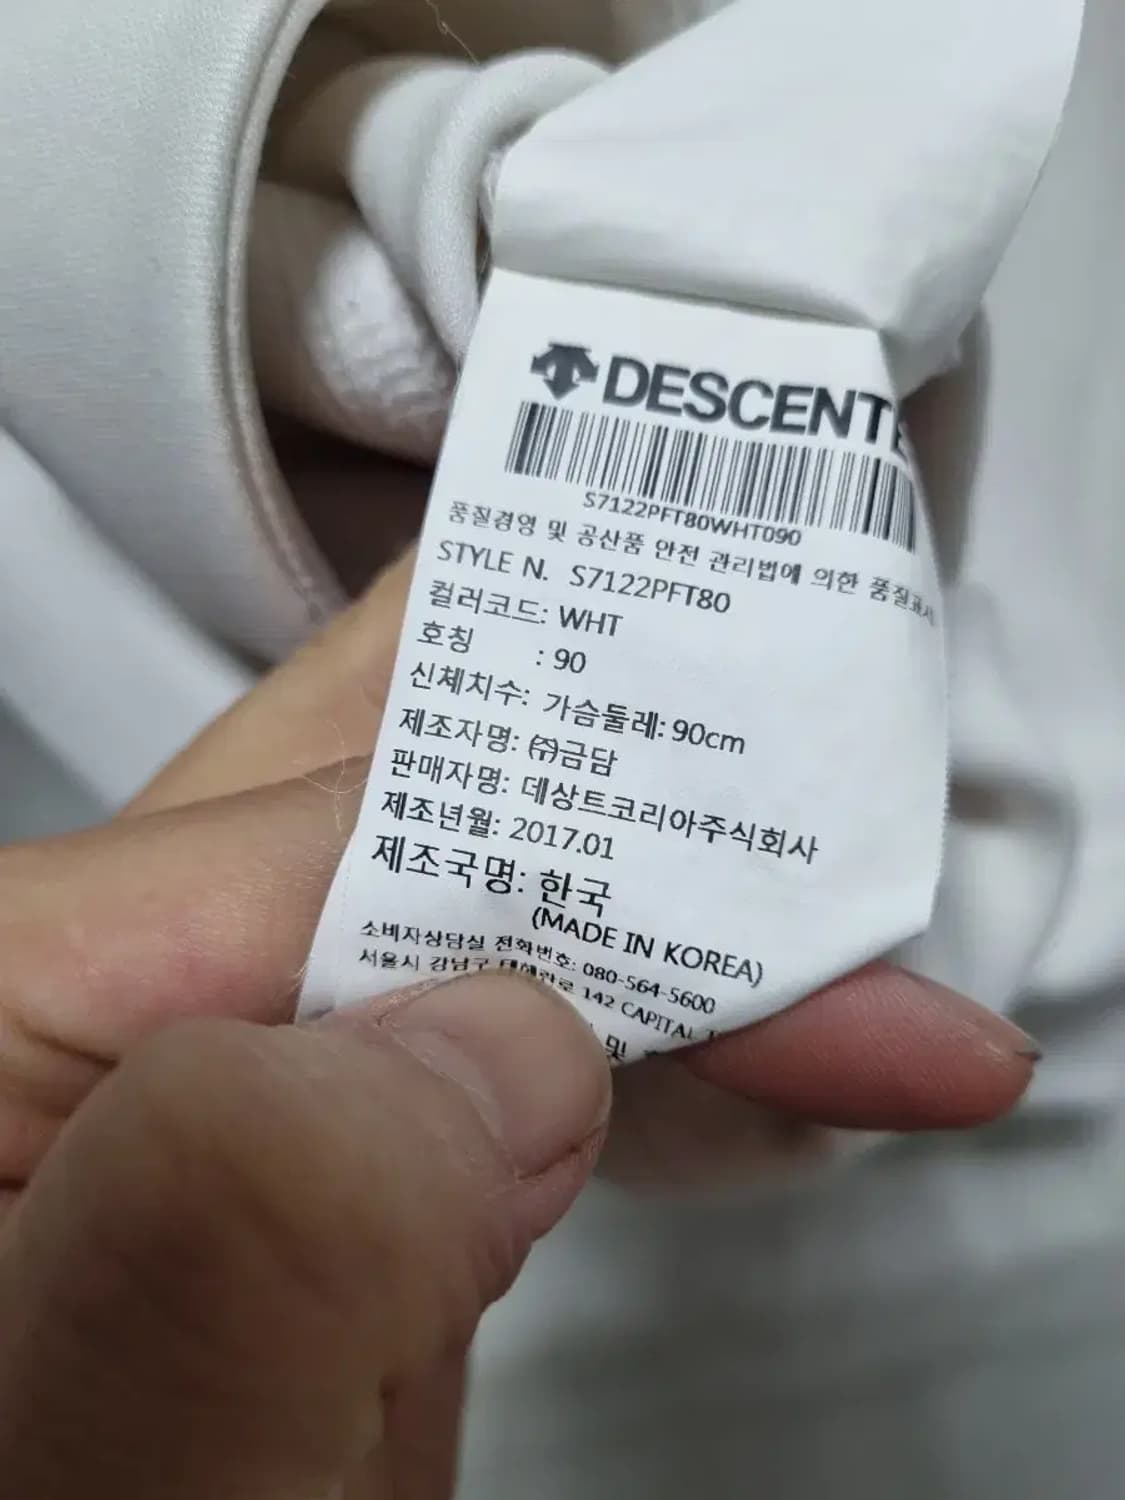 DESCENTE
S7122PFT80WHT090
품질경영 및 공산품 안전 관리법에 의한 품질표시
STYLE N. S7122PFT80
컬러코드: WHT
호칭 : 90
신체치수: 가슴둘레: 90cm
제조자명: ㈜금담
판매자명: 데상트코리아주식회사
제조년월: 2017.01
제조국명: 한국
(MADE IN KOREA)
소비자상담실 전화번호: 080-564-5600
서울시 강남구 테헤란로 142 CAPITAL
및